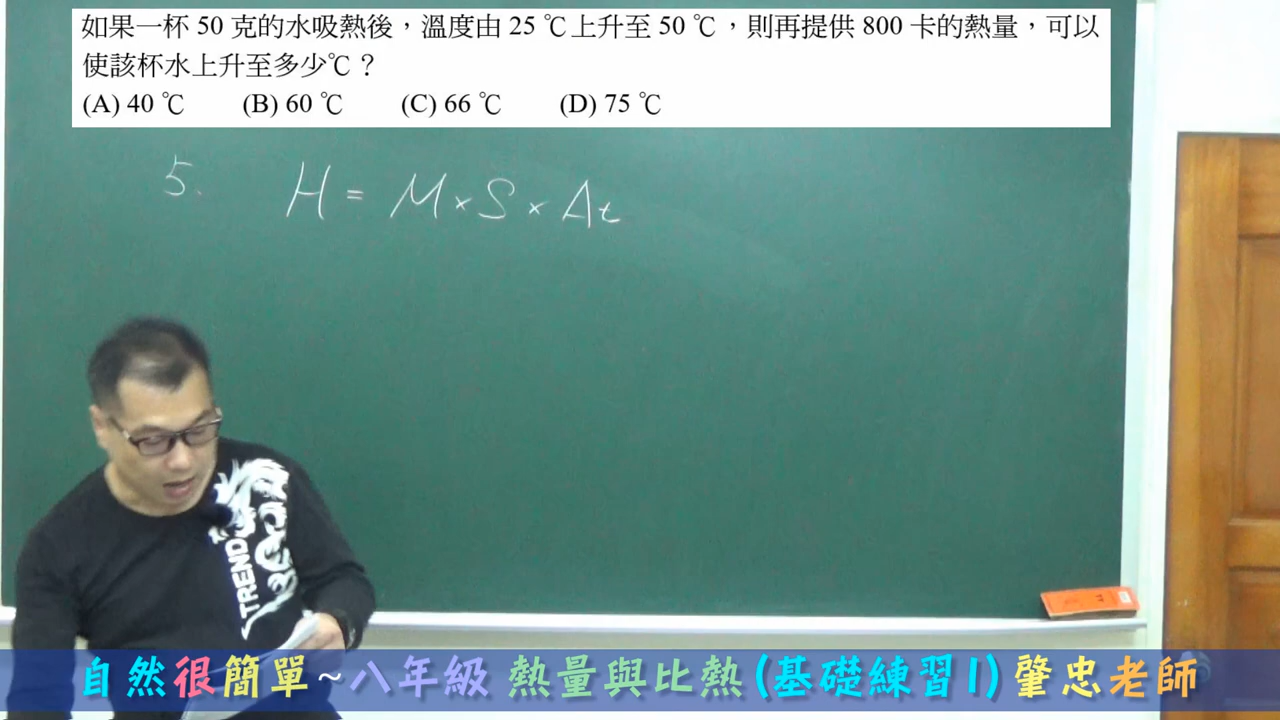 如果一杯 50 克的水吸熱後，溫度由 25 ℃上升至 50 ℃，則再提供 800 卡的熱量，可以
使該杯水上升至多少℃？
(A) 40 ℃ (B) 60 ℃ (C) 66 ℃ (D) 75 ℃
5. H = M × S × Δt
TREND
自然很簡單~八年級 熱量與比熱(基礎練習1) 肇忠老師